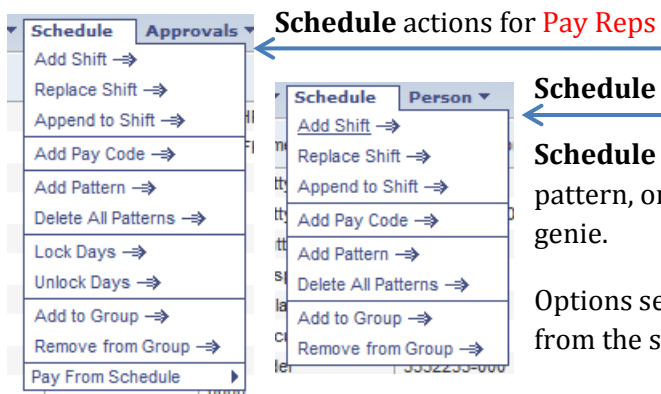 Schedule Approvals
Add Shift
Replace Shift
Append to Shift
Add Pay Code
Add Pattern
Delete All Patterns
Lock Days
Unlock Days
Add to Group
Remove from Group
Pay From Schedule
Schedule actions for Pay Reps
Schedule Person
Add Shift
Replace Shift
Append to Shift
Add Pay Code
Add Pattern
Delete All Patterns
Add to Group
Remove from Group
Schedule
Schedule
pattern, or
genie.
Options se
from the s